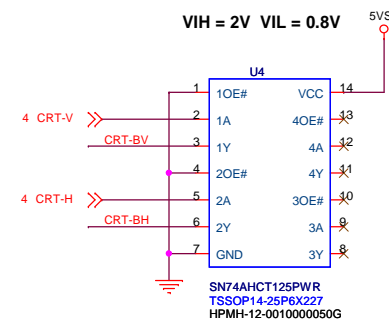 VIH = 2V VIL = 0.8V
5VS
U4
1 1OE# VCC 14
4 CRT-V 2 1A 4OE# 13
CRT-BV 3 1Y 4A 12
4 2OE# 4Y 11
4 CRT-H 5 2A 3OE# 10
CRT-BH 6 2Y 3A 9
7 GND 3Y 8
SN74AHCT125PWR
TSSOP14-25P6X227
HPMH-12-0010000050G